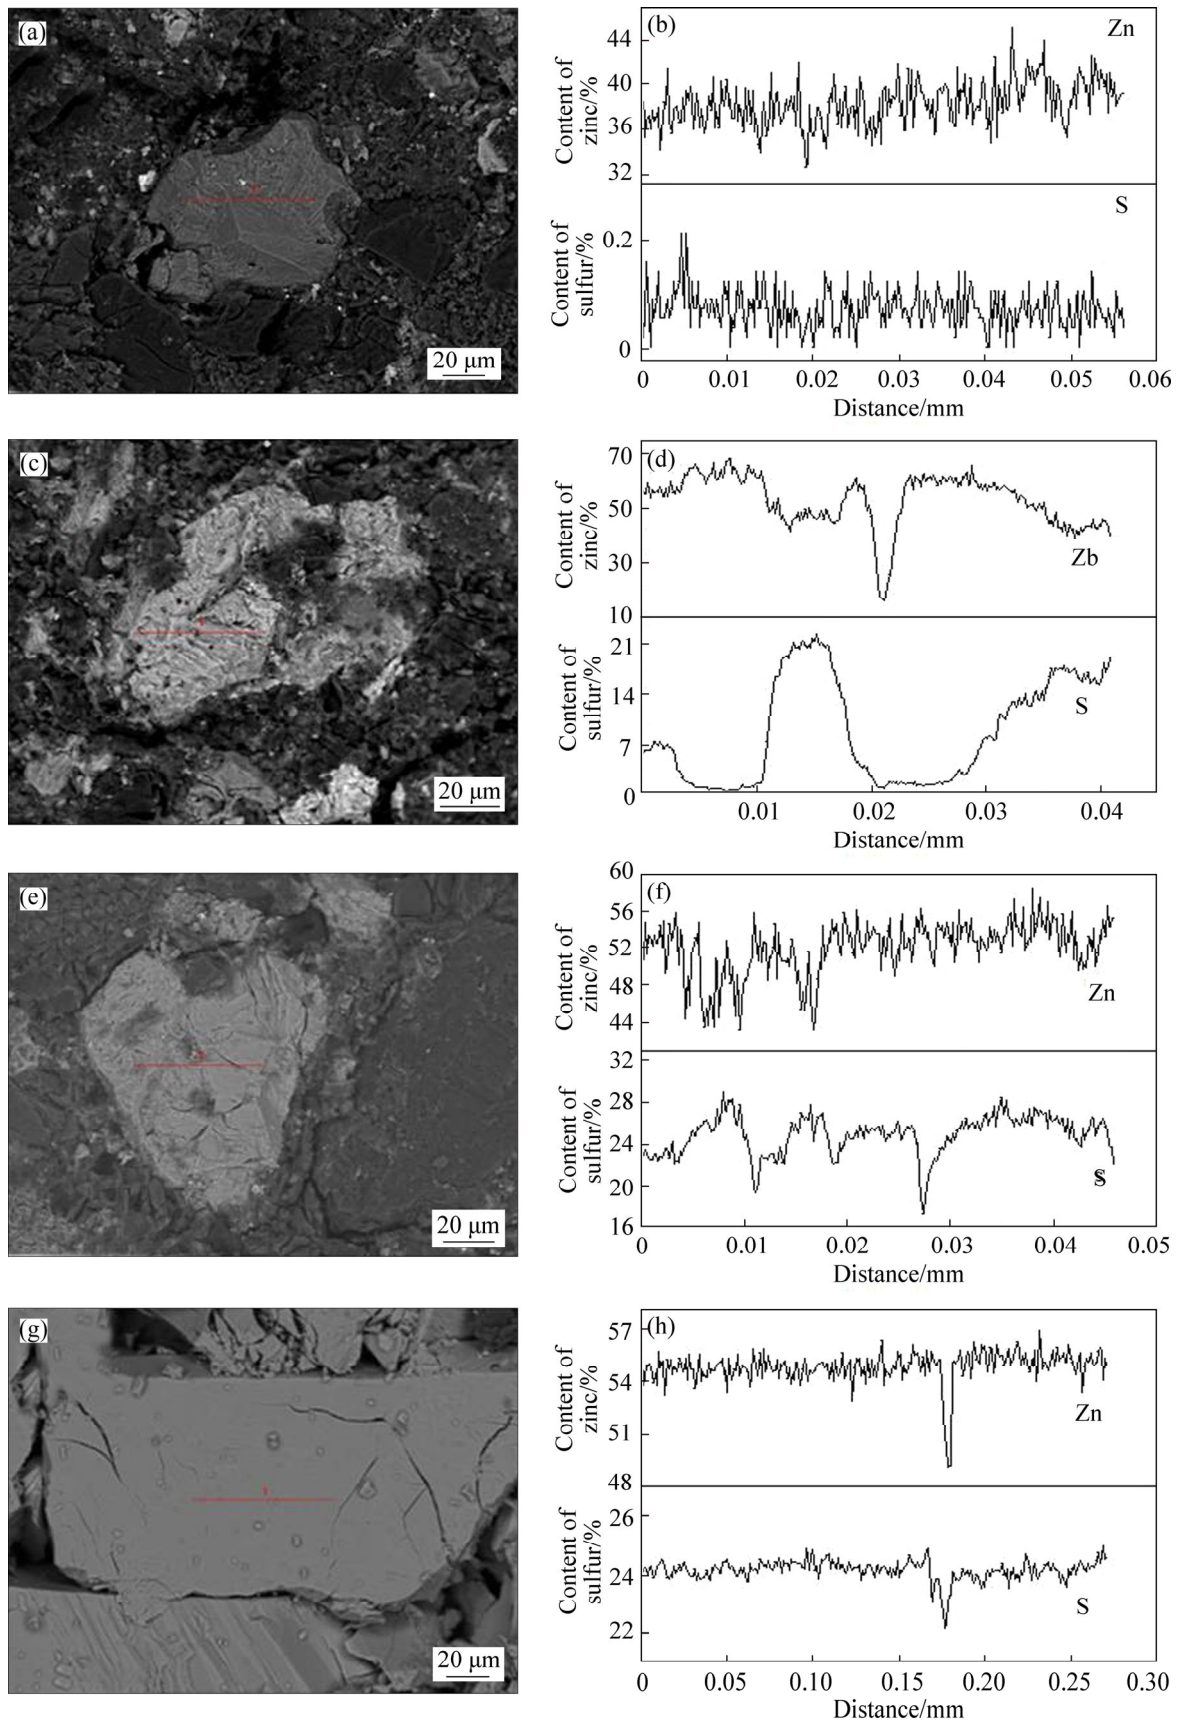 (a)
20 μm
(b)
Zn
Content of
zinc/%
44
40
36
32
S
Content of
sulfur/%
0.2
0
0 0.01 0.02 0.03 0.04 0.05 0.06
Distance/mm
(c)
20 μm
(d)
Content of
zinc/%
70
50
30
10
Zb
Content of
sulfur/%
21
14
7
0
S
0.01 0.02 0.03 0.04
Distance/mm
(e)
20 μm
(f)
Content of
zinc/%
60
56
52
48
44
Zn
Content of
sulfur/%
32
28
24
20
16
S
0 0.01 0.02 0.03 0.04 0.05
Distance/mm
(g)
20 μm
(h)
Content of
zinc/%
57
54
51
48
Zn
Content of
sulfur/%
26
24
22
S
0 0.05 0.10 0.15 0.20 0.25 0.30
Distance/mm